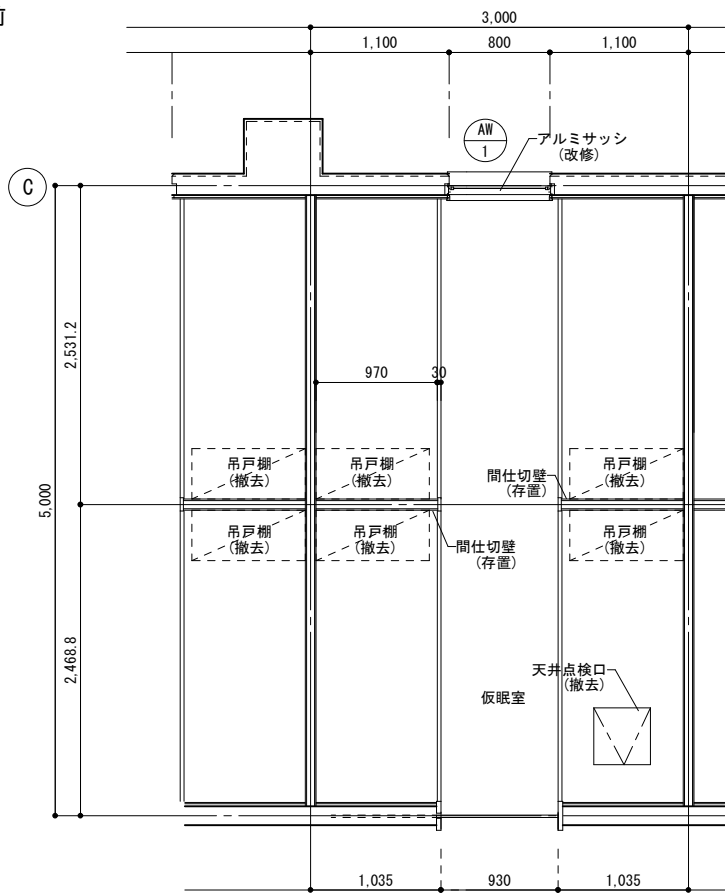 3,000
1,100
800
1,100
AW
1
アルミサッシ
(改修)
C
2,531.2
5,000
970
30
吊戸棚
(撤去)
吊戸棚
(撤去)
吊戸棚
(撤去)
間仕切壁
(存置)
吊戸棚
(撤去)
吊戸棚
(撤去)
吊戸棚
(撤去)
間仕切壁
(存置)
2,468.8
天井点検口
(撤去)
仮眠室
1,035
930
1,035